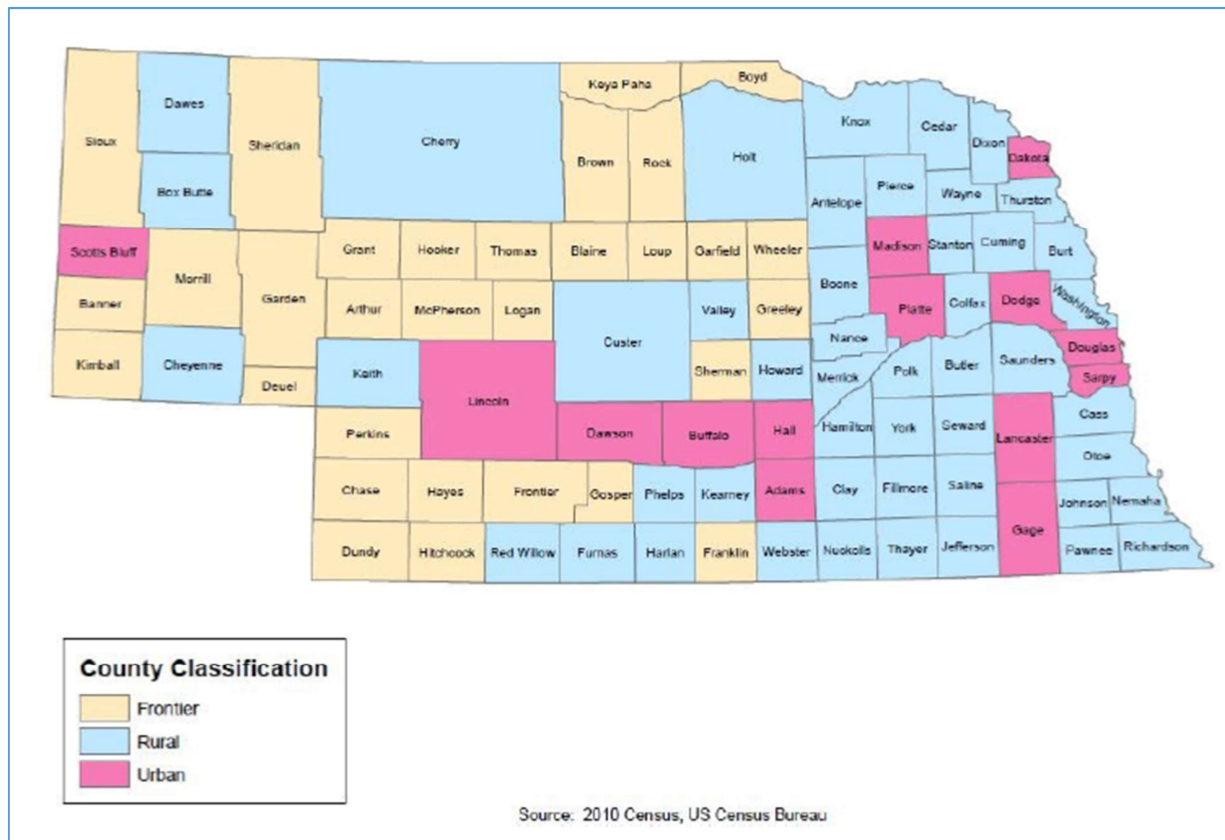 Keya Paha
Boyd
Dawes
Sioux
Sheridan
Cherry
Brown
Rock
Holt
Knox
Cedar
Dixon
Dakota
Box Butte
Antelope
Pierce
Wayne
Thurston
Scotts Bluff
Morrill
Grant
Hooker
Thomas
Blaine
Loup
Garfield
Wheeler
Madison
Stanton
Cuming
Burt
Banner
Garden
Arthur
McPherson
Logan
Valley
Greeley
Boone
Platte
Colfax
Dodge
Washington
Kimball
Cheyenne
Deuel
Keith
Lincoln
Custer
Sherman
Howard
Nance
Merrick
Polk
Butler
Saunders
Douglas
Sarpy
Perkins
Dawson
Buffalo
Hall
Hamilton
York
Seward
Lancaster
Cass
Otoe
Chase
Hayes
Frontier
Gosper
Phelps
Kearney
Adams
Clay
Fillmore
Saline
Gage
Johnson
Nemaha
Dundy
Hitchcock
Red Willow
Furnas
Harlan
Franklin
Webster
Nuckolls
Thayer
Jefferson
Pawnee
Richardson
County Classification
Frontier
Rural
Urban
Source: 2010 Census, US Census Bureau